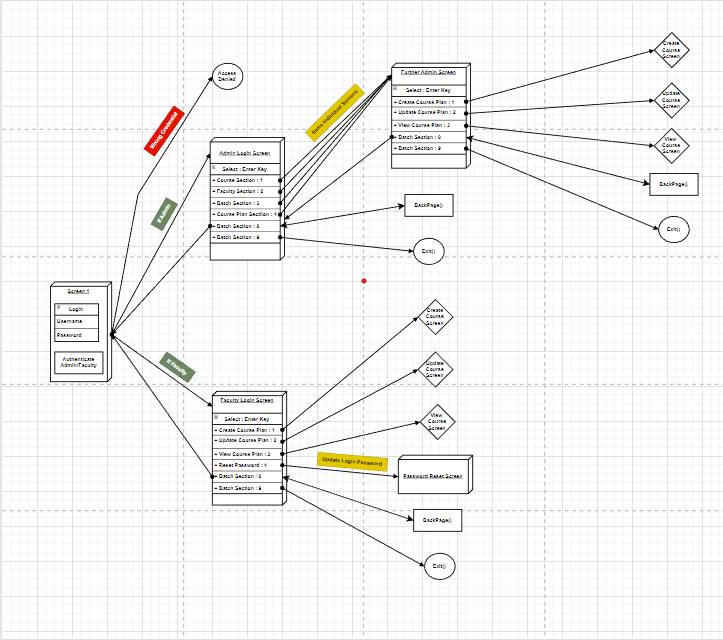 Access
Denied
Wrong Credential
If Admin
Admin Login Screen
Select : Enter Key
+ Course Section : 1
+ Faculty Section : 2
+ Batch Section : 3
+ Course Plan Section : 4
+ Batch Section : 0
+ Batch Section : 9
Same Individual Screens
Further Admin Screen
Select : Enter Key
+ Create Course Plan : 1
+ Update Course Plan : 2
+ View Course Plan : 3
+ Batch Section : 0
+ Batch Section : 9
Create
Course
Screen
Update
Course
Screen
View
Course
Screen
BackPage()
Exit()
BackPage()
Exit()
Screen 1
Login
Username
Password
Authenticate
Admin/Faculty
If Faculty
Faculty Login Screen
Select : Enter Key
+ Create Course Plan : 1
+ Update Course Plan : 2
+ View Course Plan : 3
+ Reset Password : 4
+ Batch Section : 0
+ Batch Section : 9
Create
Course
Screen
Update
Course
Screen
View
Course
Screen
Update Login Password
Password Reset Screen
BackPage()
Exit()